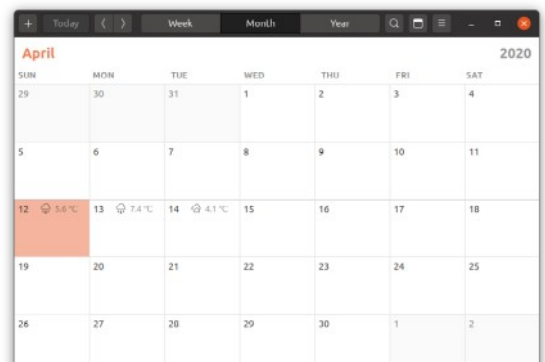 + Today Week Month Year
April 2020
SUN MON TUE WED THU FRI SAT
29 30 31 1 2 3 4
5 6 7 8 9 10 11
12 5.6 °C 13 7.4 °C 14 4.1 °C 15 16 17 18
19 20 21 22 23 24 25
26 27 28 29 30 1 2